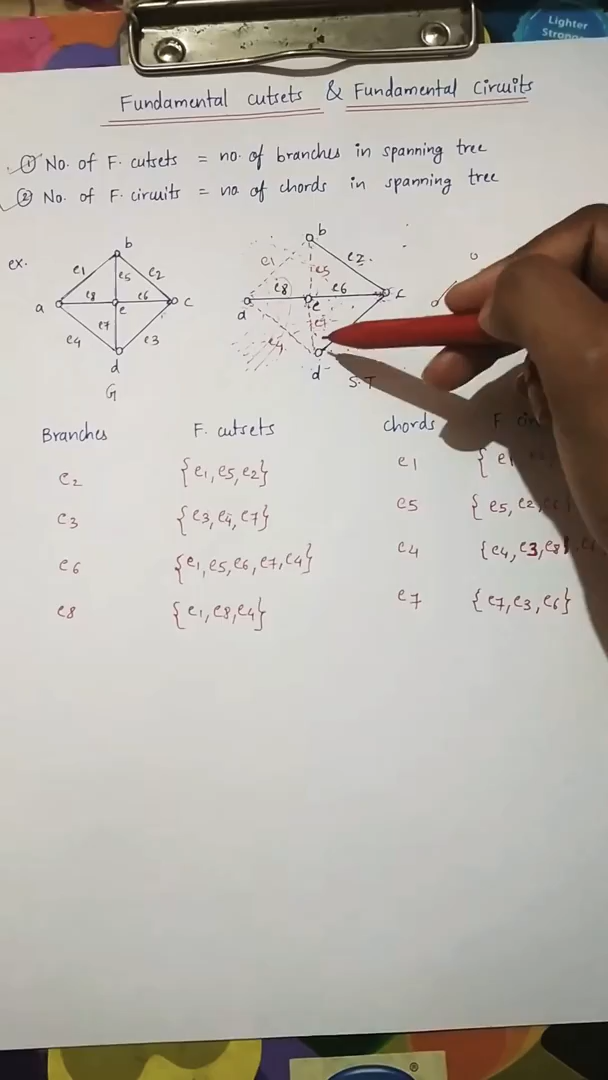 Lighter
Fundamental cutsets & Fundamental Circuits
① No. of F. cutsets = no. of branches in spanning tree
② No. of F. circuits = no. of chords in spanning tree
ex.
b
e1 e5 e2
a e8 e e6 c
e7
e4 e3
d
G
b
e1 e5 e2
e8 e6
a e c
e4 e7
d
S.T
Branches F. cutsets
e2 {e1, e5, e2}
e3 {e3, e4, e7}
e6 {e1, e5, e6, e7, e4}
e8 {e1, e8, e4}
chords F
e1 { e1
e5 { e5, e2,
e4 {e4, e3, e8
e7 { e7, e3, e6}
®